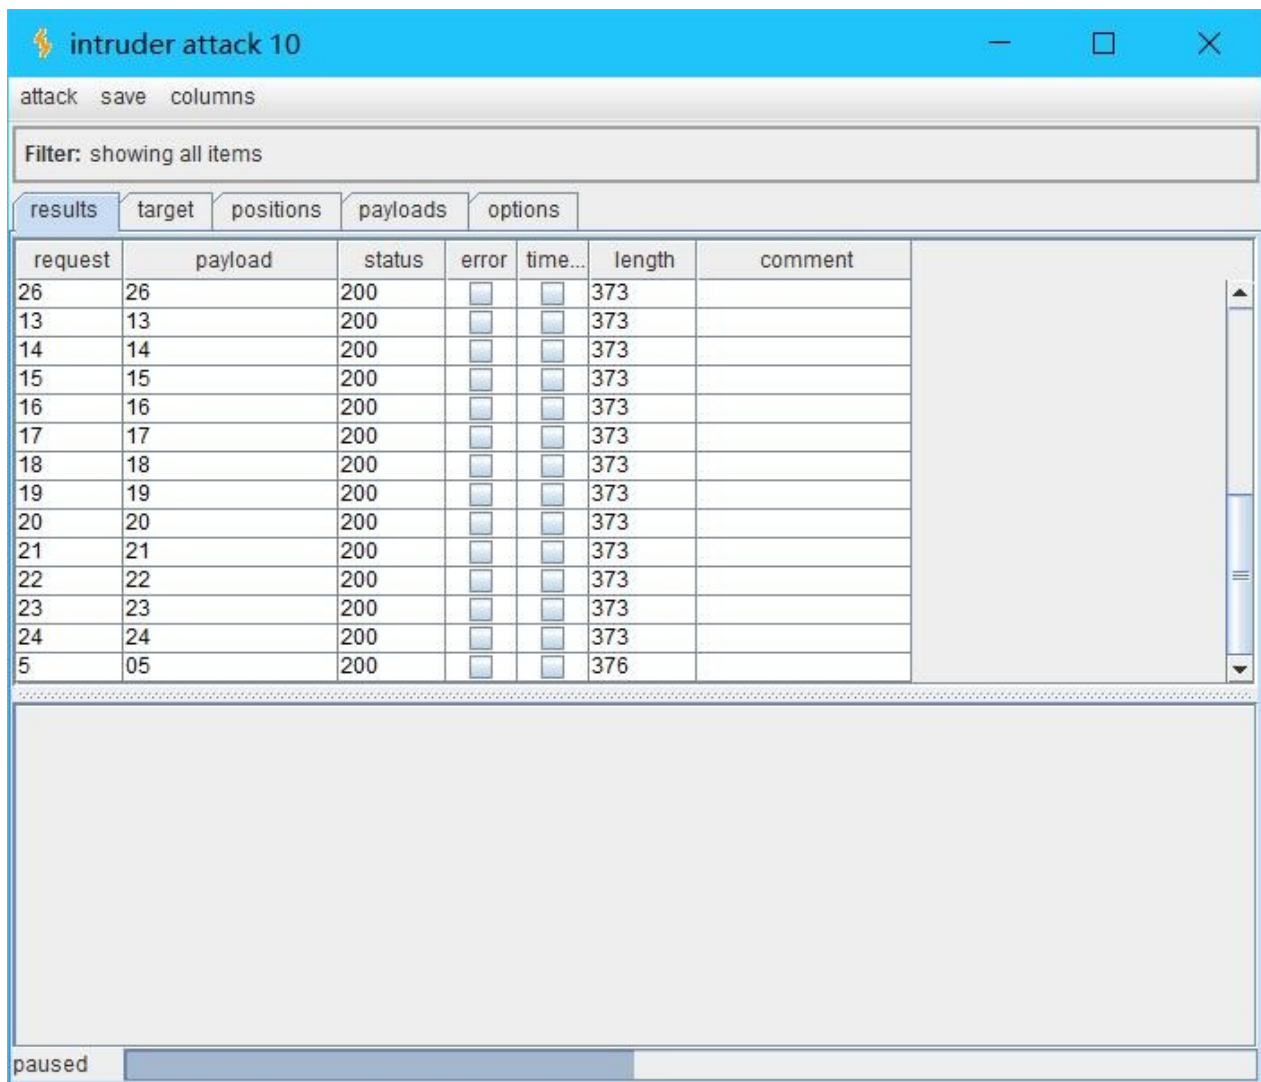 intruder attack 10
attack save columns
Filter: showing all items
results target positions payloads options
request payload status error time... length comment
26 26 200 373
13 13 200 373
14 14 200 373
15 15 200 373
16 16 200 373
17 17 200 373
18 18 200 373
19 19 200 373
20 20 200 373
21 21 200 373
22 22 200 373
23 23 200 373
24 24 200 373
5 05 200 376
paused